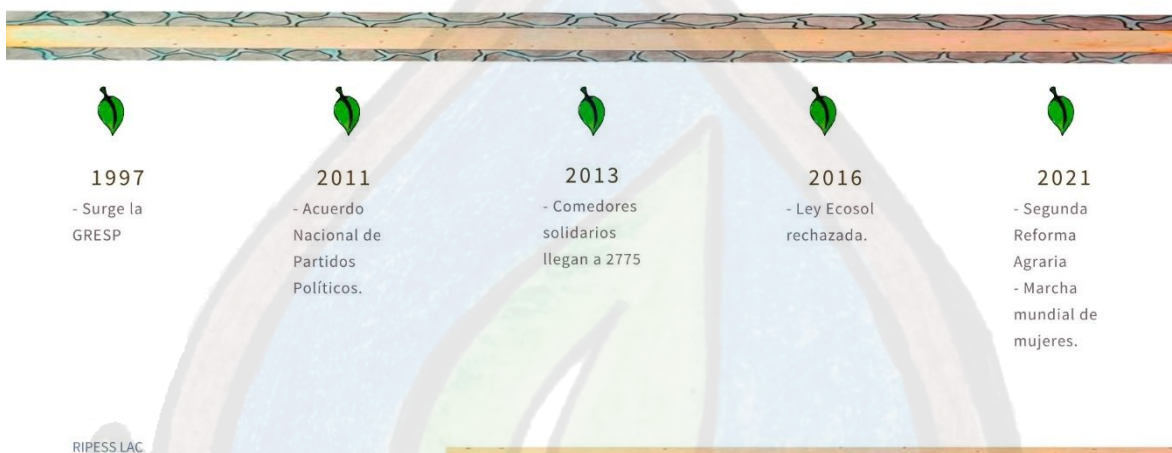 1997
- Surge la
GRESP
2011
- Acuerdo
Nacional de
Partidos
Políticos.
2013
- Comedores
solidarios
llegan a 2775
2016
- Ley Ecosol
rechazada.
2021
- Segunda
Reforma
Agraria
- Marcha
mundial de
mujeres.
RIPESS LAC